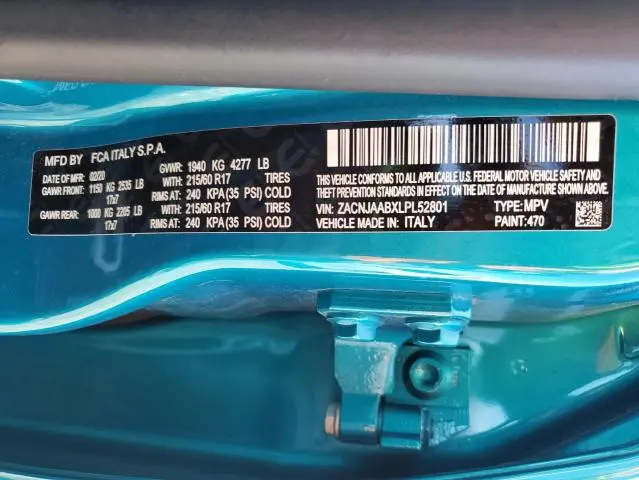 MFD BY FCA ITALY S.P.A.
DATE OF MFR: 02/20 GVWR: 1940 KG 4277 LB
GAWR FRONT: 1150 KG 2535 LB WITH: 215/60 R17 TIRES
17x7 RIMS AT: 240 KPA (35 PSI) COLD
GAWR REAR: 1000 KG 2205 LB WITH: 215/60 R17 TIRES
17x7 RIMS AT: 240 KPA (35 PSI) COLD
THIS VEHICLE CONFORMS TO ALL APPLICABLE FEDERAL MOTOR VEHICLE SAFETY
AND THEFT PREVENTION STANDARDS IN EFFECT ON THE DATE OF MANUFACTURE SHOWN ABOVE.
VIN: ZACNJAABXLPL52801 TYPE: MPV
VEHICLE MADE IN: ITALY PAINT: 470